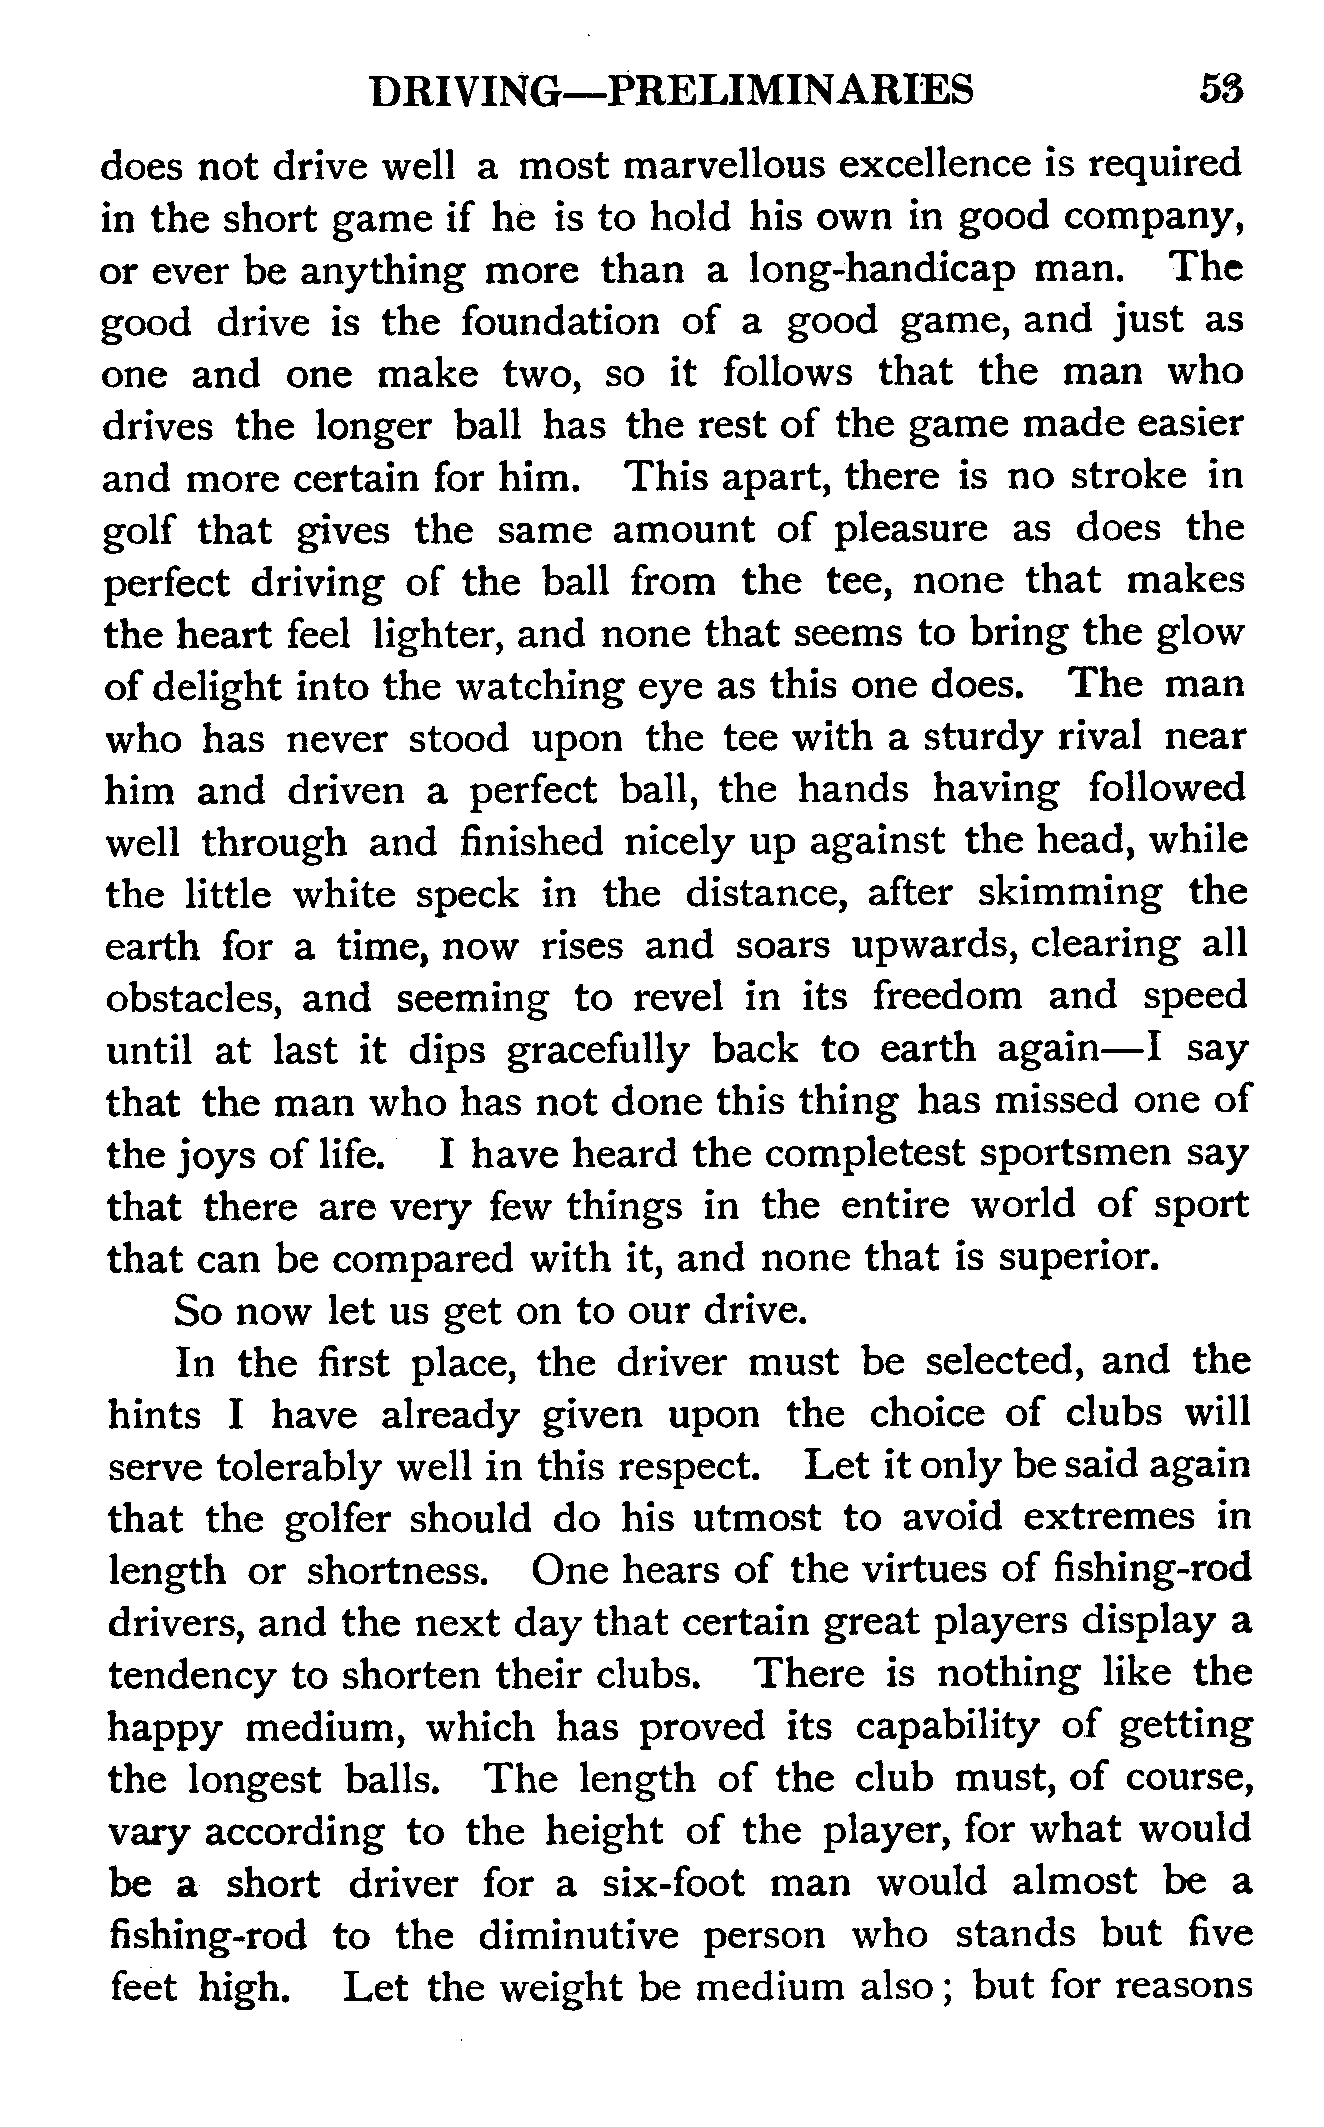 DRIVING—PRELIMINARIES 53
does not drive well a most marvellous excellence is required
in the short game if he is to hold his own in good company,
or ever be anything more than a long-handicap man. The
good drive is the foundation of a good game, and just as
one and one make two, so it follows that the man who
drives the longer ball has the rest of the game made easier
and more certain for him. This apart, there is no stroke in
golf that gives the same amount of pleasure as does the
perfect driving of the ball from the tee, none that makes
the heart feel lighter, and none that seems to bring the glow
of delight into the watching eye as this one does. The man
who has never stood upon the tee with a sturdy rival near
him and driven a perfect ball, the hands having followed
well through and finished nicely up against the head, while
the little white speck in the distance, after skimming the
earth for a time, now rises and soars upwards, clearing all
obstacles, and seeming to revel in its freedom and speed
until at last it dips gracefully back to earth again—I say
that the man who has not done this thing has missed one of
the joys of life. I have heard the completest sportsmen say
that there are very few things in the entire world of sport
that can be compared with it, and none that is superior.
So now let us get on to our drive.
In the first place, the driver must be selected, and the
hints I have already given upon the choice of clubs will
serve tolerably well in this respect. Let it only be said again
that the golfer should do his utmost to avoid extremes in
length or shortness. One hears of the virtues of fishing-rod
drivers, and the next day that certain great players display a
tendency to shorten their clubs. There is nothing like the
happy medium, which has proved its capability of getting
the longest balls. The length of the club must, of course,
vary according to the height of the player, for what would
be a short driver for a six-foot man would almost be a
fishing-rod to the diminutive person who stands but five
feet high. Let the weight be medium also; but for reasons